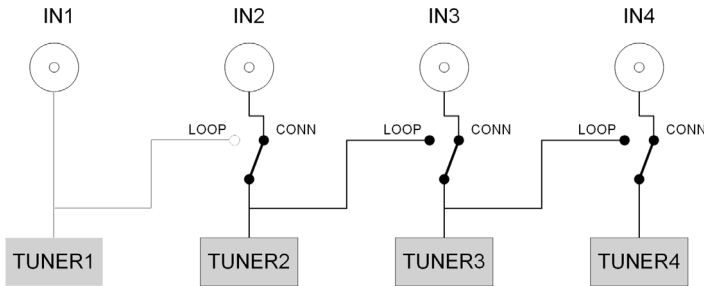 IN1 IN2 IN3 IN4
LOOP CONN LOOP CONN LOOP CONN
TUNER1 TUNER2 TUNER3 TUNER4